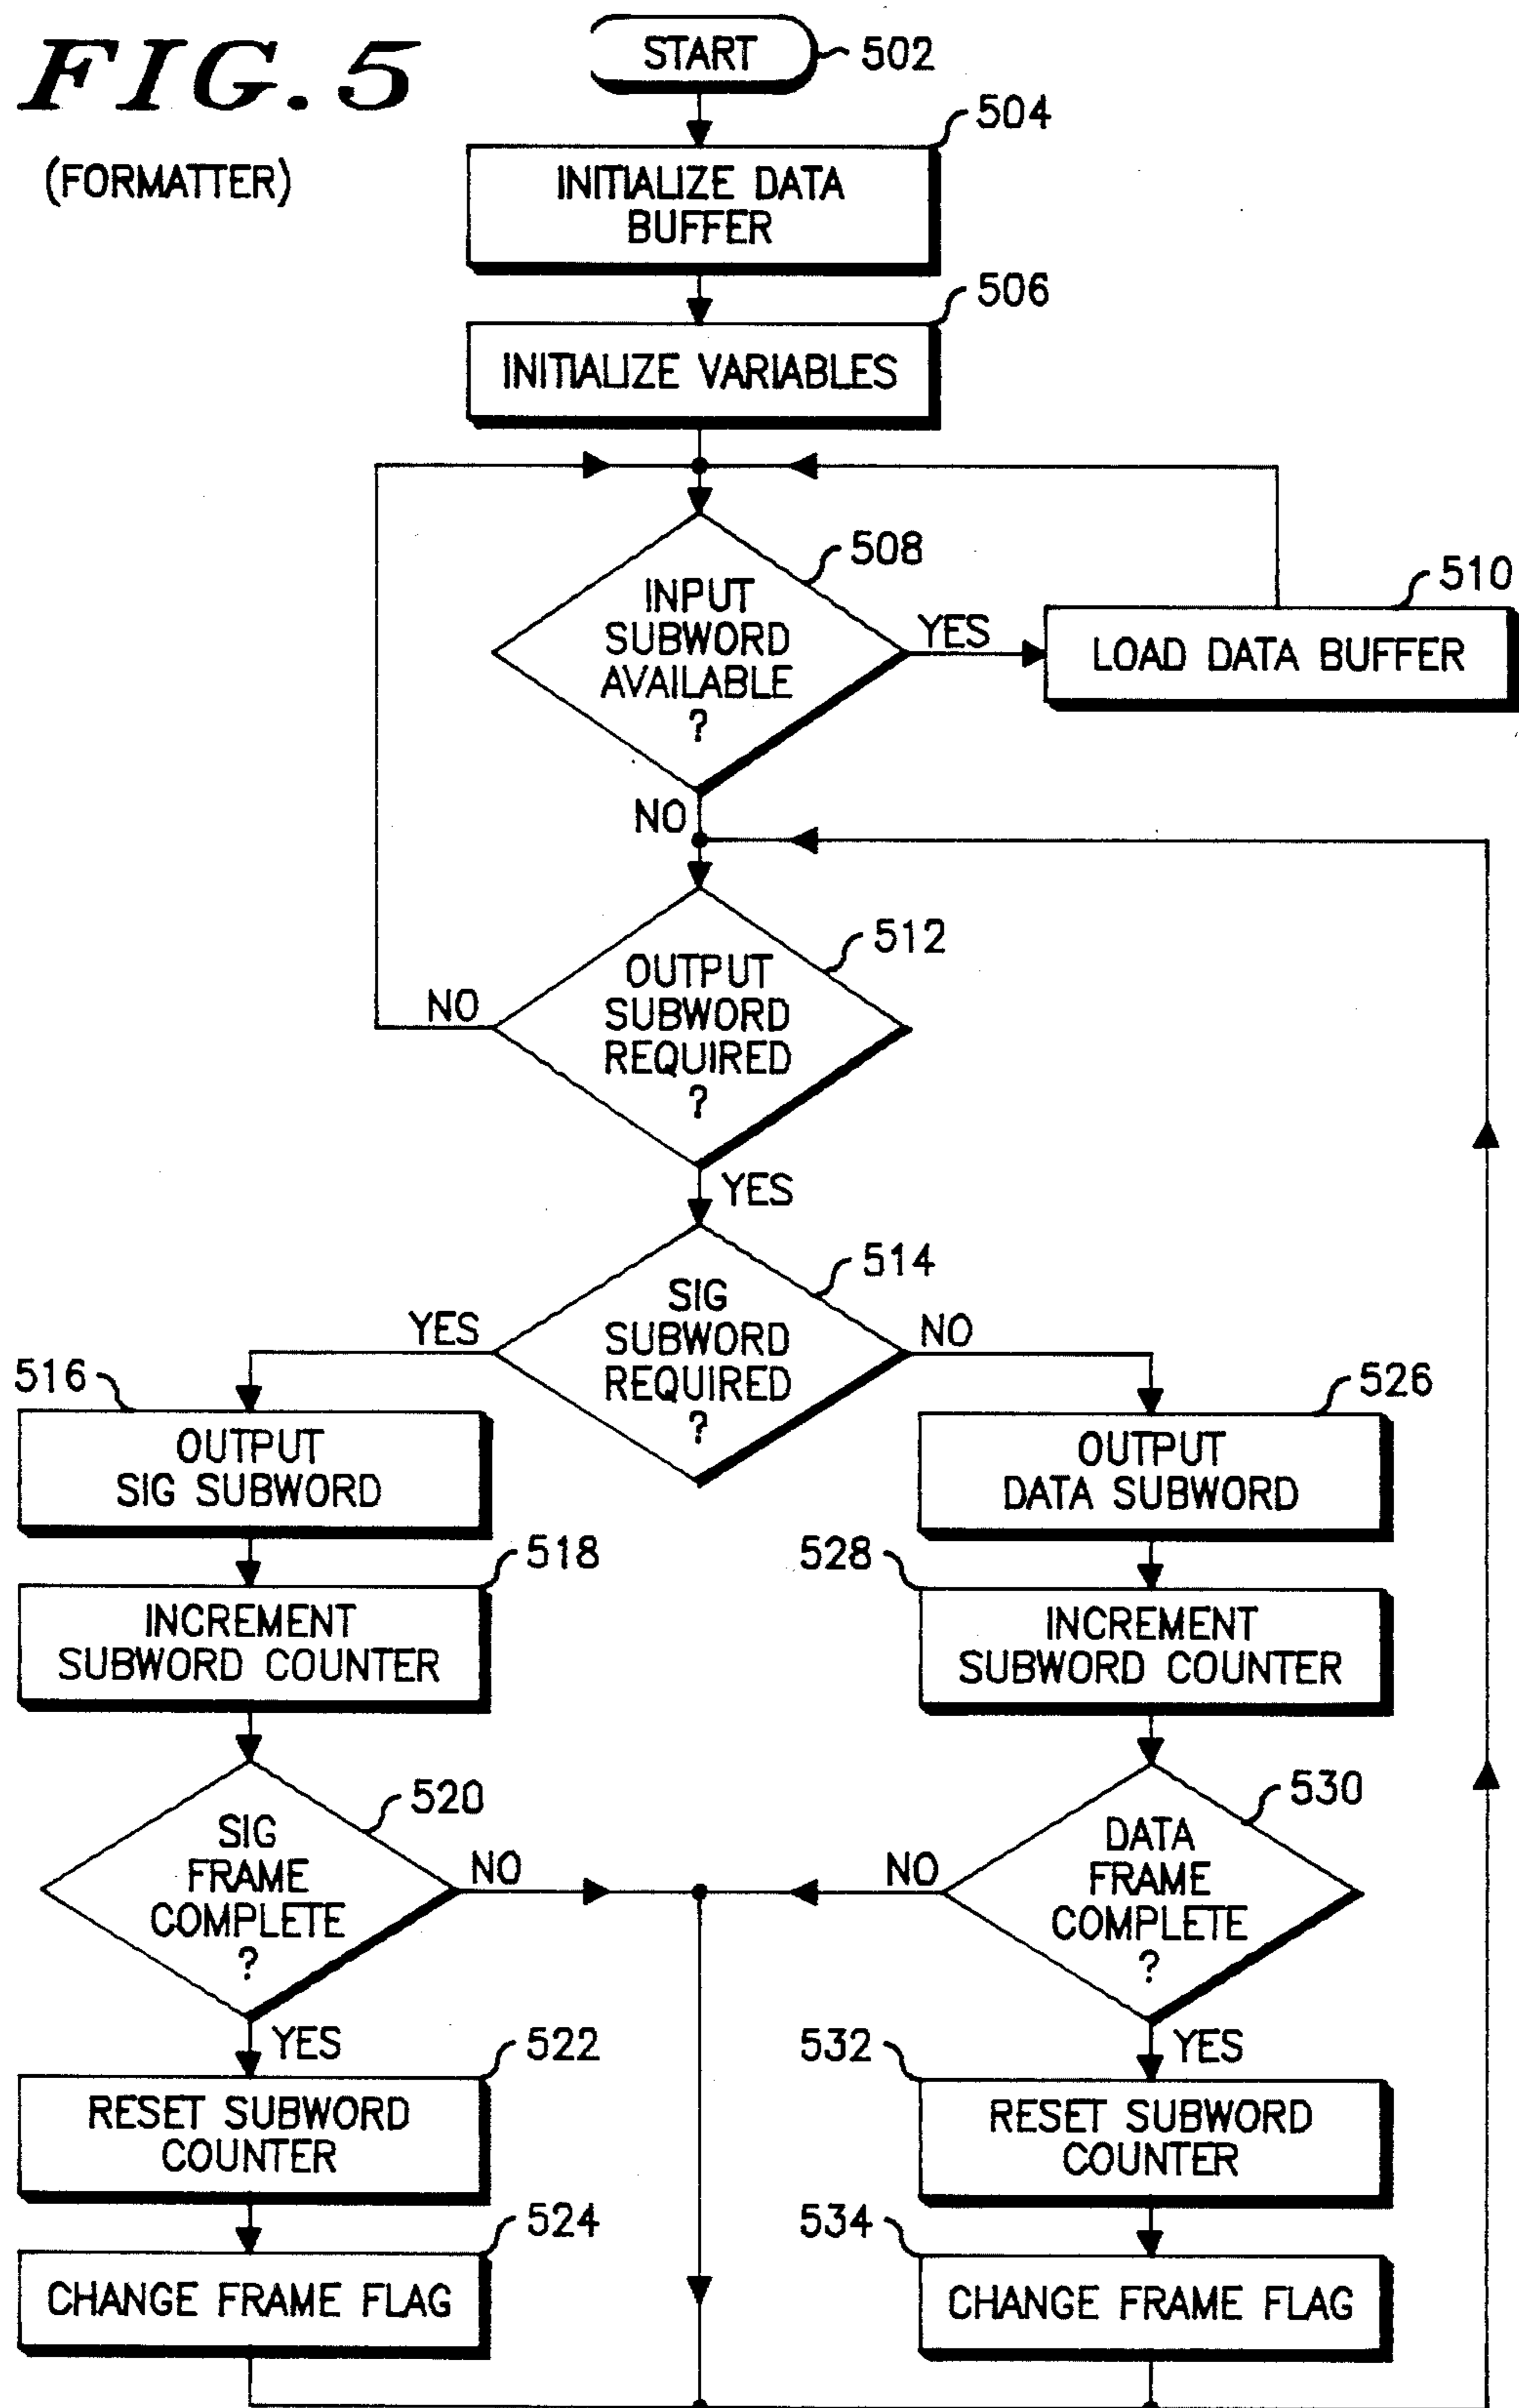 FIG. 5
(FORMATTER)
START
502
504
INITIALIZE DATA
BUFFER
506
INITIALIZE VARIABLES
508
INPUT
SUBWORD
AVAILABLE
?
YES
510
LOAD DATA BUFFER
NO
512
OUTPUT
SUBWORD
REQUIRED
?
NO
YES
514
SIG
SUBWORD
REQUIRED
?
YES
NO
516
OUTPUT
SIG SUBWORD
526
OUTPUT
DATA SUBWORD
518
INCREMENT
SUBWORD COUNTER
528
INCREMENT
SUBWORD COUNTER
520
SIG
FRAME
COMPLETE
?
NO
530
DATA
FRAME
COMPLETE
?
NO
YES
522
RESET SUBWORD
COUNTER
YES
532
RESET SUBWORD
COUNTER
524
CHANGE FRAME FLAG
534
CHANGE FRAME FLAG